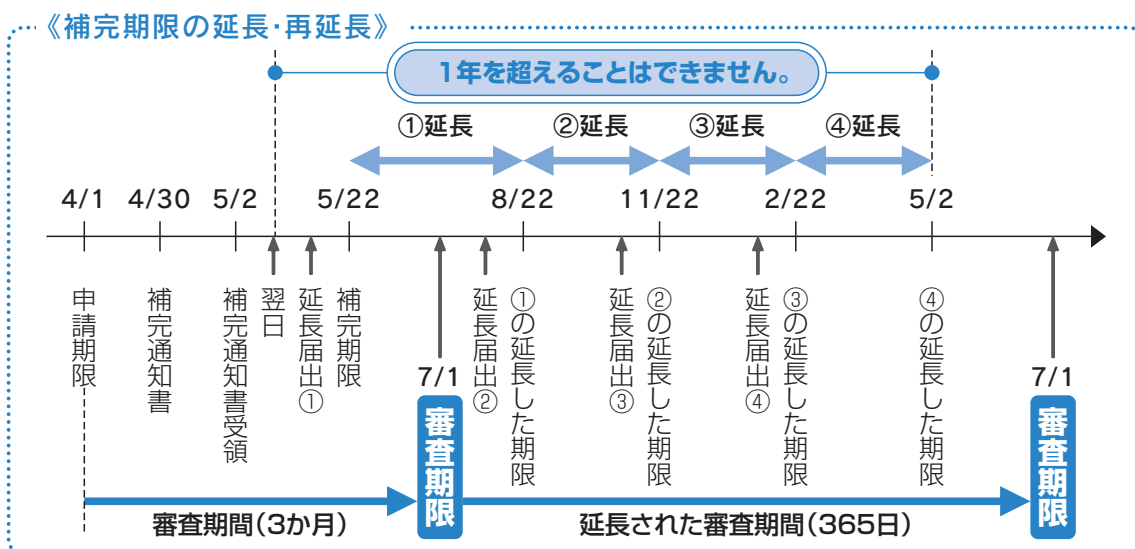 《補完期限の延長・再延長》
1年を超えることはできません。
①延長
②延長
③延長
④延長
4/1
4/30
5/2
5/22
8/22
11/22
2/22
5/2
申請期限
補完通知書
補完通知書受領
翌日
延長届出①
補完期限
7/1
審査期限
延長届出②
①の延長した期限
延長届出③
②の延長した期限
延長届出④
③の延長した期限
④の延長した期限
7/1
審査期限
審査期間(3か月)
延長された審査期間(365日)